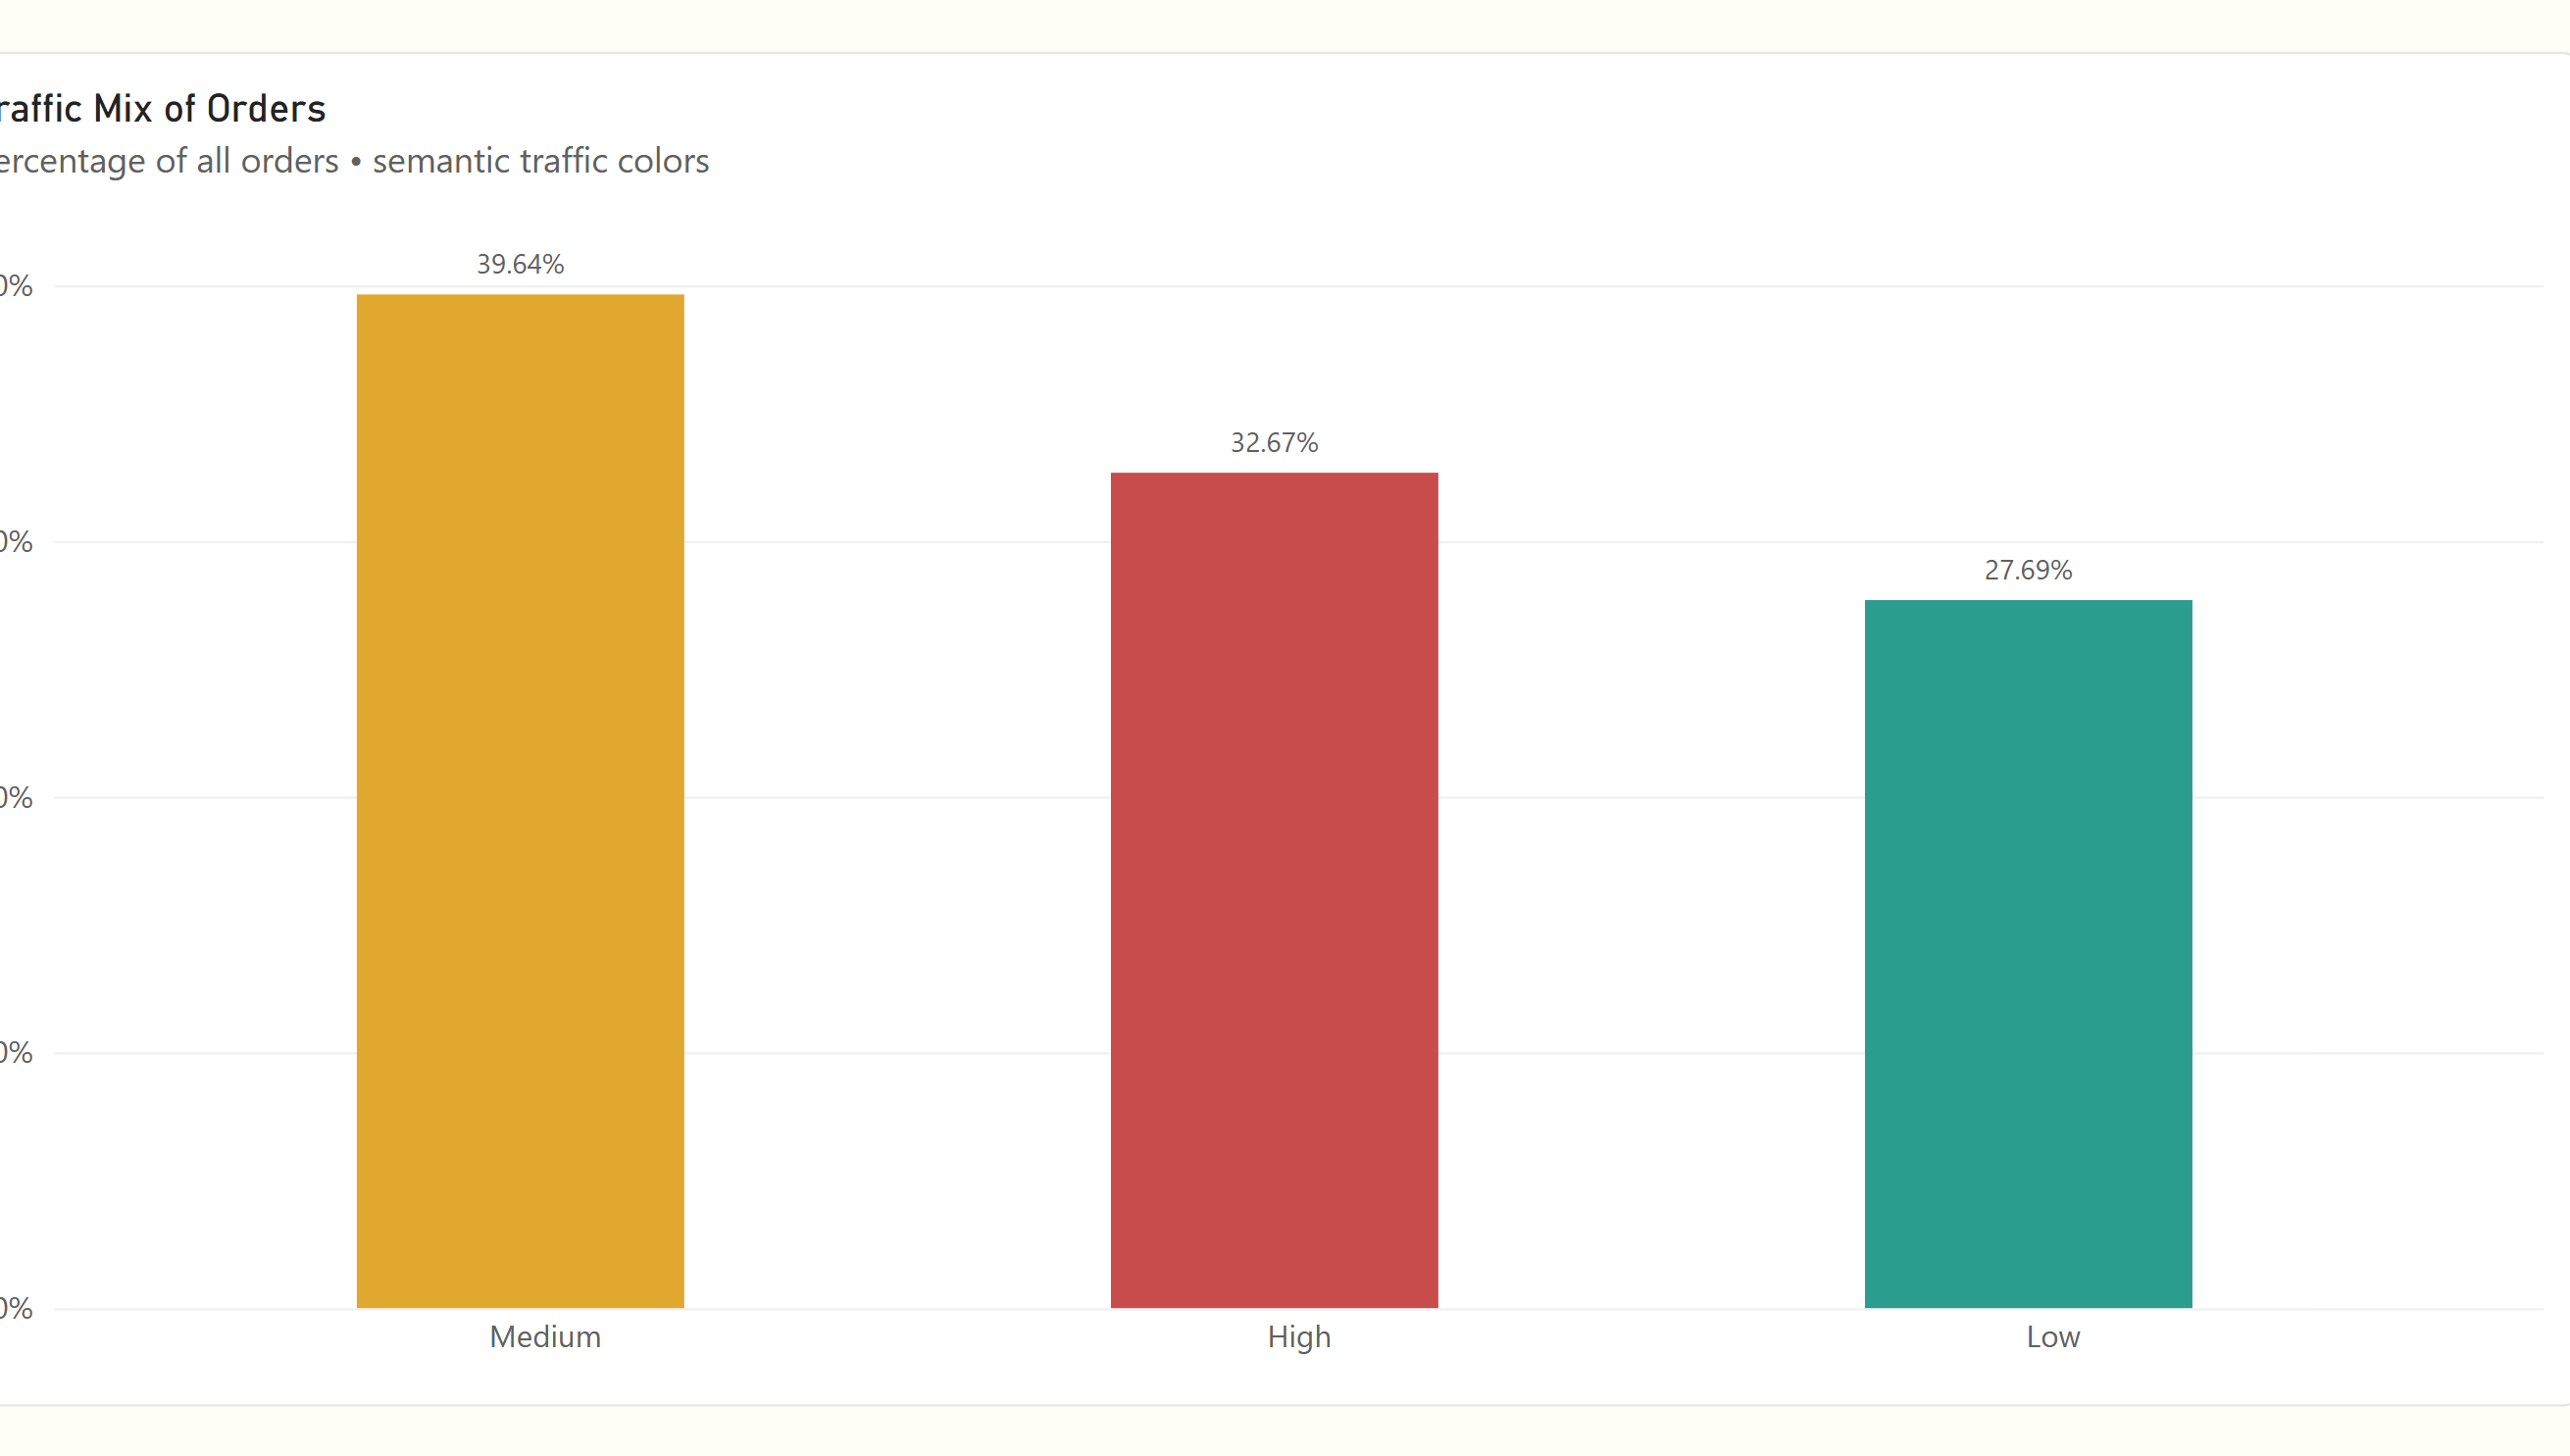 raffic Mix of Orders
ercentage of all orders • semantic traffic colors
39.64%
0%
32.67%
0%
27.69%
0%
0%
0%
Medium High Low